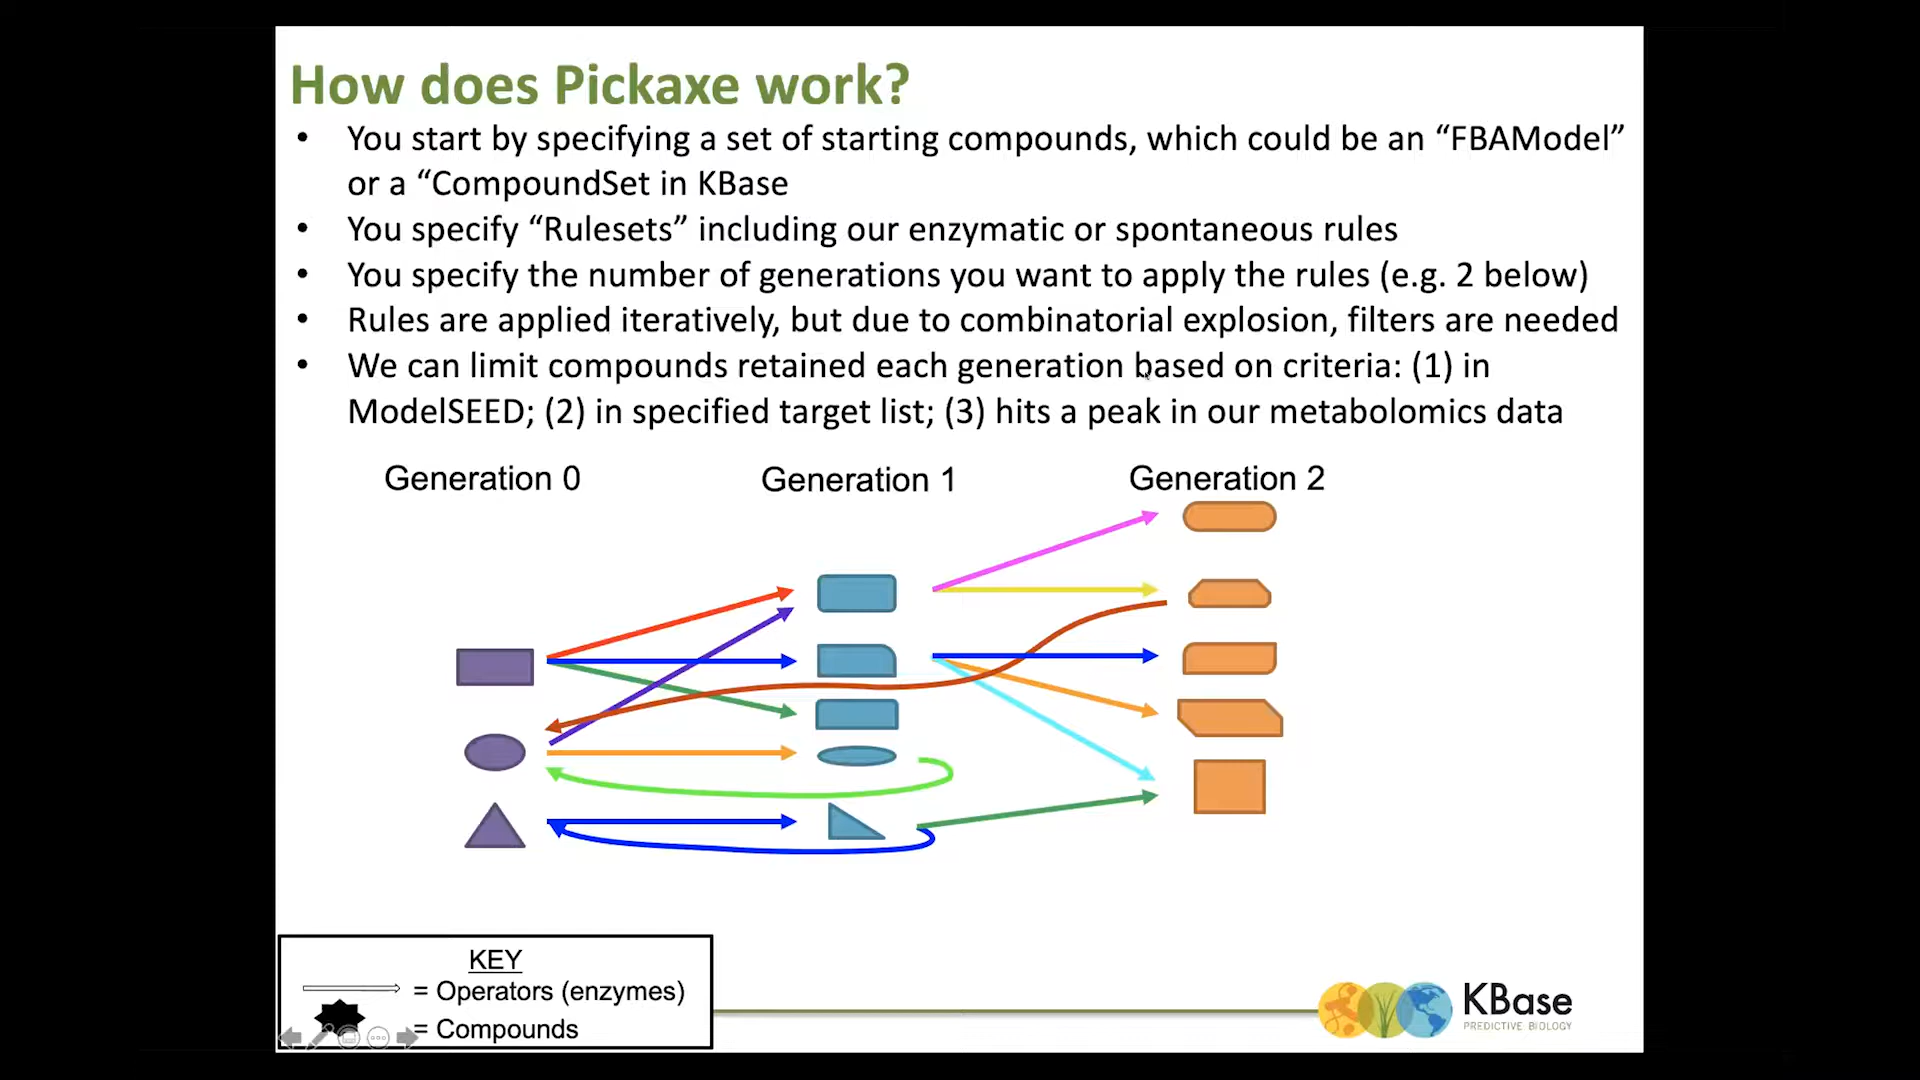 How does Pickaxe work?
• You start by specifying a set of starting compounds, which could be an “FBAModel”
or a “CompoundSet in KBase
• You specify “Rulesets” including our enzymatic or spontaneous rules
• You specify the number of generations you want to apply the rules (e.g. 2 below)
• Rules are applied iteratively, but due to combinatorial explosion, filters are needed
• We can limit compounds retained each generation based on criteria: (1) in
ModelSEED; (2) in specified target list; (3) hits a peak in our metabolomics data
Generation 0
Generation 1
Generation 2
KEY
= Operators (enzymes)
= Compounds
KBase
PREDICTIVE BIOLOGY